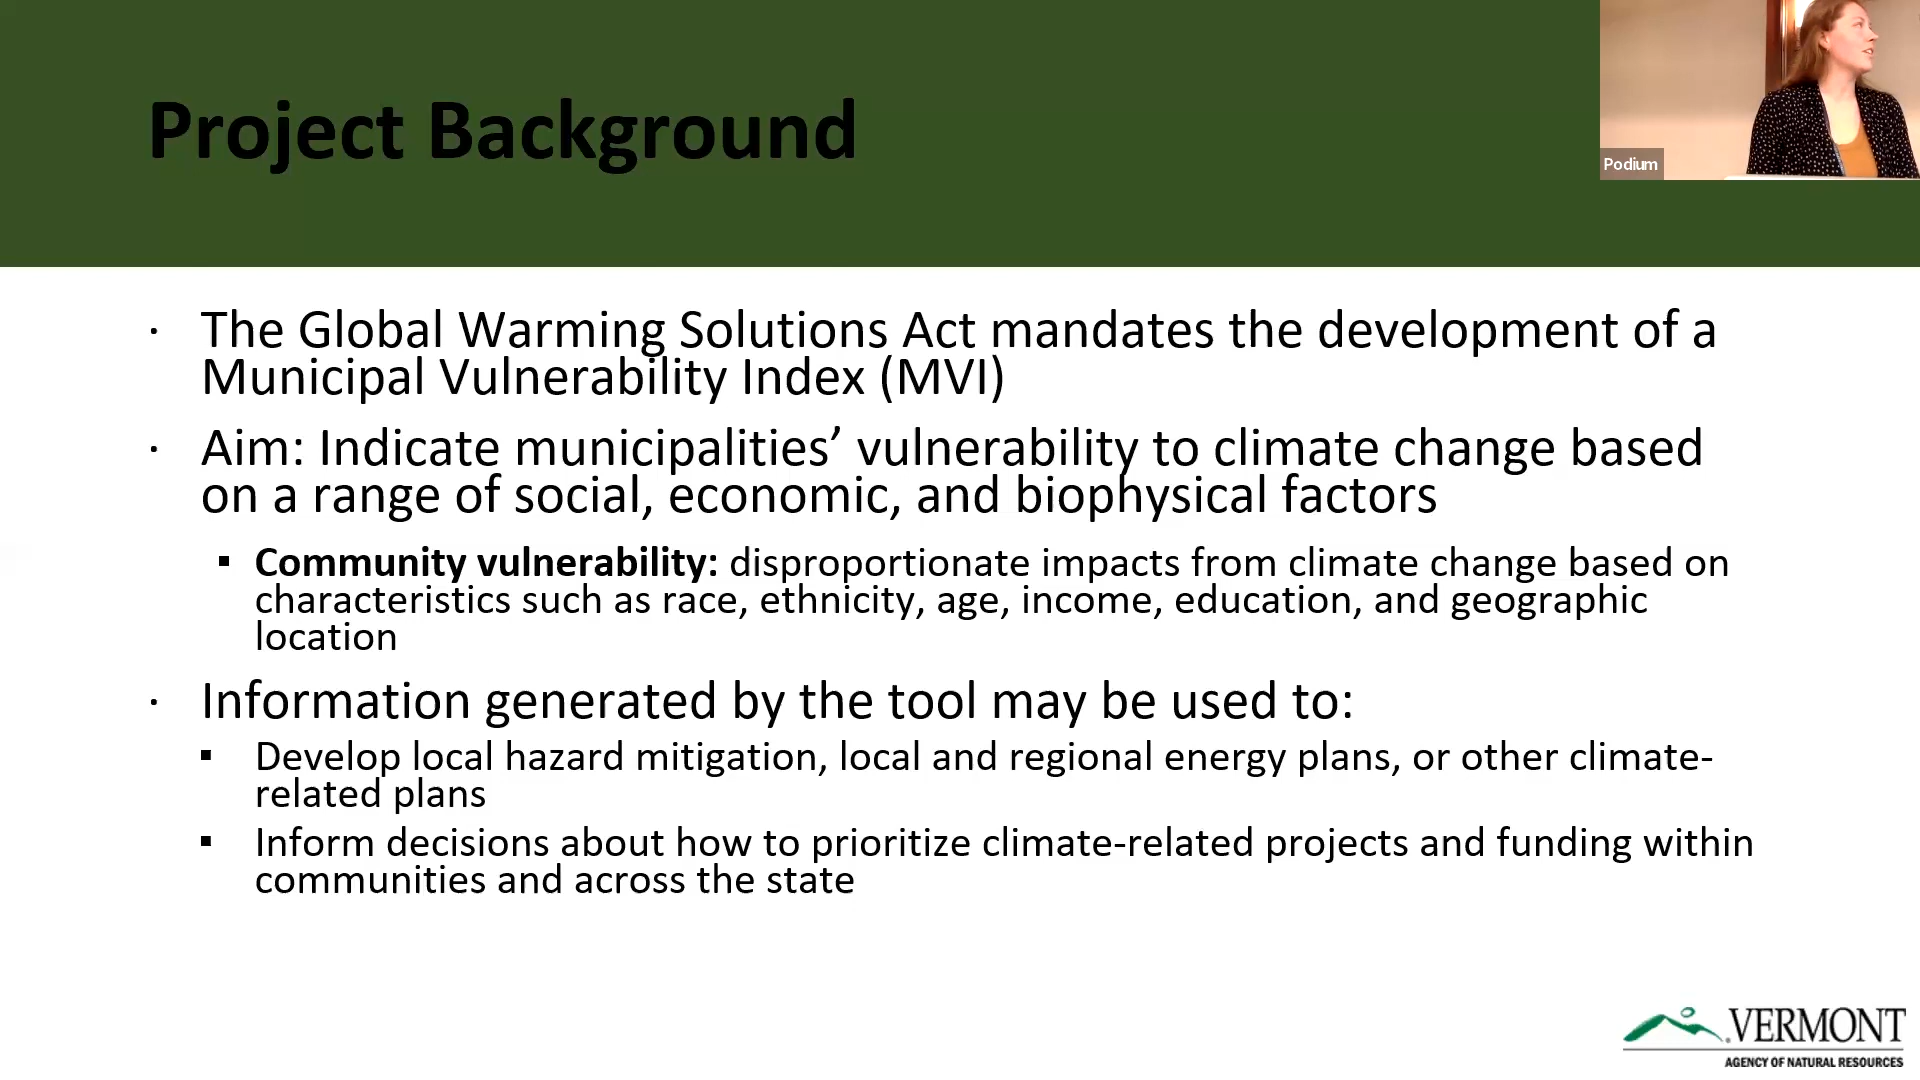 Project Background
Podium
· The Global Warming Solutions Act mandates the development of a
Municipal Vulnerability Index (MVI)
· Aim: Indicate municipalities’ vulnerability to climate change based
on a range of social, economic, and biophysical factors
▪ Community vulnerability: disproportionate impacts from climate change based on
characteristics such as race, ethnicity, age, income, education, and geographic
location
· Information generated by the tool may be used to:
▪ Develop local hazard mitigation, local and regional energy plans, or other climate-
related plans
▪ Inform decisions about how to prioritize climate-related projects and funding within
communities and across the state
VERMONT
AGENCY OF NATURAL RESOURCES